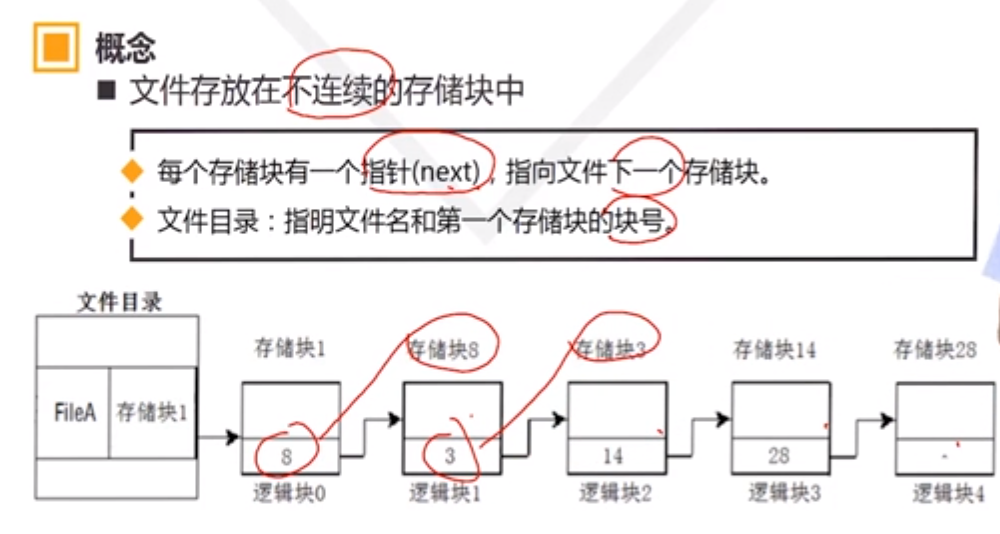 概念
■ 文件存放在不连续的存储块中
◆ 每个存储块有一个指针(next)，指向文件下一个存储块。
◆ 文件目录：指明文件名和第一个存储块的块号。
文件目录
存储块1 存储块8 存储块3 存储块14 存储块28
FileA 存储块1
8 3 14 28 -
逻辑块0 逻辑块1 逻辑块2 逻辑块3 逻辑块4